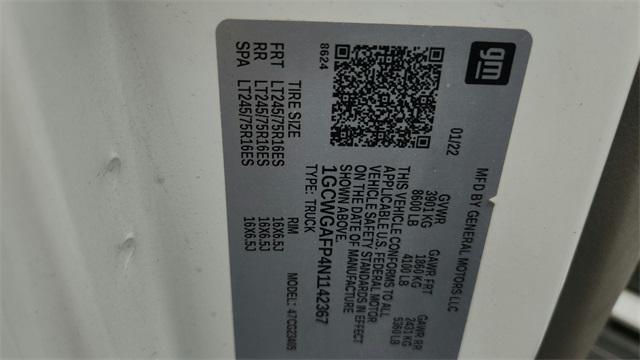 gm
MFD BY GENERAL MOTORS LLC
01/22
GVWR
3901 KG
8600 LB
GAWR FRT
1860 KG
4100 LB
GAWR RR
2431 KG
5360 LB
THIS VEHICLE CONFORMS TO ALL
APPLICABLE U.S. FEDERAL MOTOR
VEHICLE SAFETY STANDARDS IN EFFECT
ON THE DATE OF MANUFACTURE
SHOWN ABOVE.
1GCWGAFP4N1142367
TYPE: TRUCK
MODEL: 47CG23405
8624
TIRE SIZE
RIM
FRT LT245/75R16ES 16X6.5J
RR LT245/75R16ES 16X6.5J
SPA LT245/75R16ES 16X6.5J